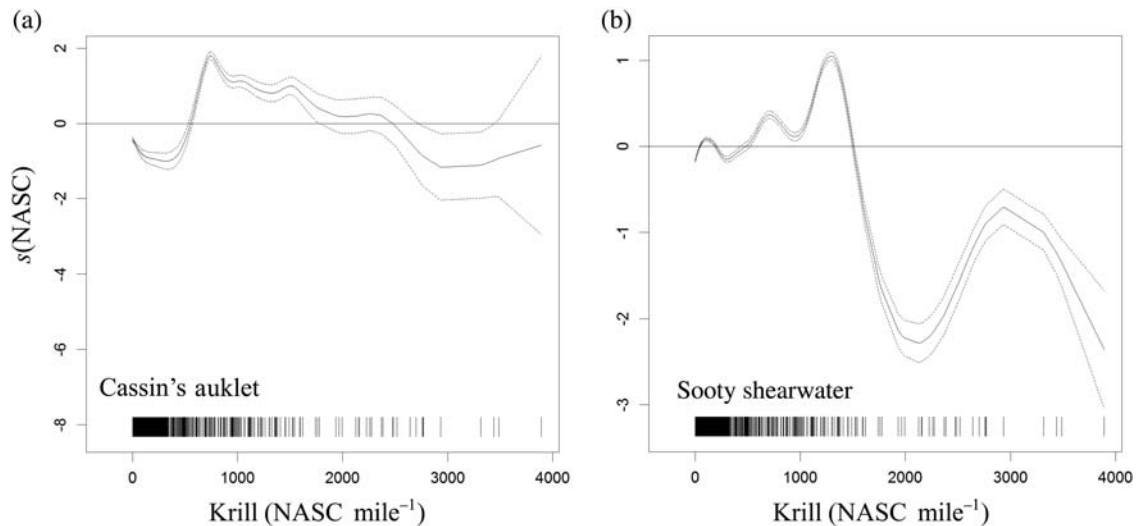 (a)
(b)
s(NASC)
2
0
-2
-4
-6
-8
Cassin's auklet
0 1000 2000 3000 4000
Krill (NASC mile⁻¹)
1
0
-1
-2
-3
Sooty shearwater
0 1000 2000 3000 4000
Krill (NASC mile⁻¹)